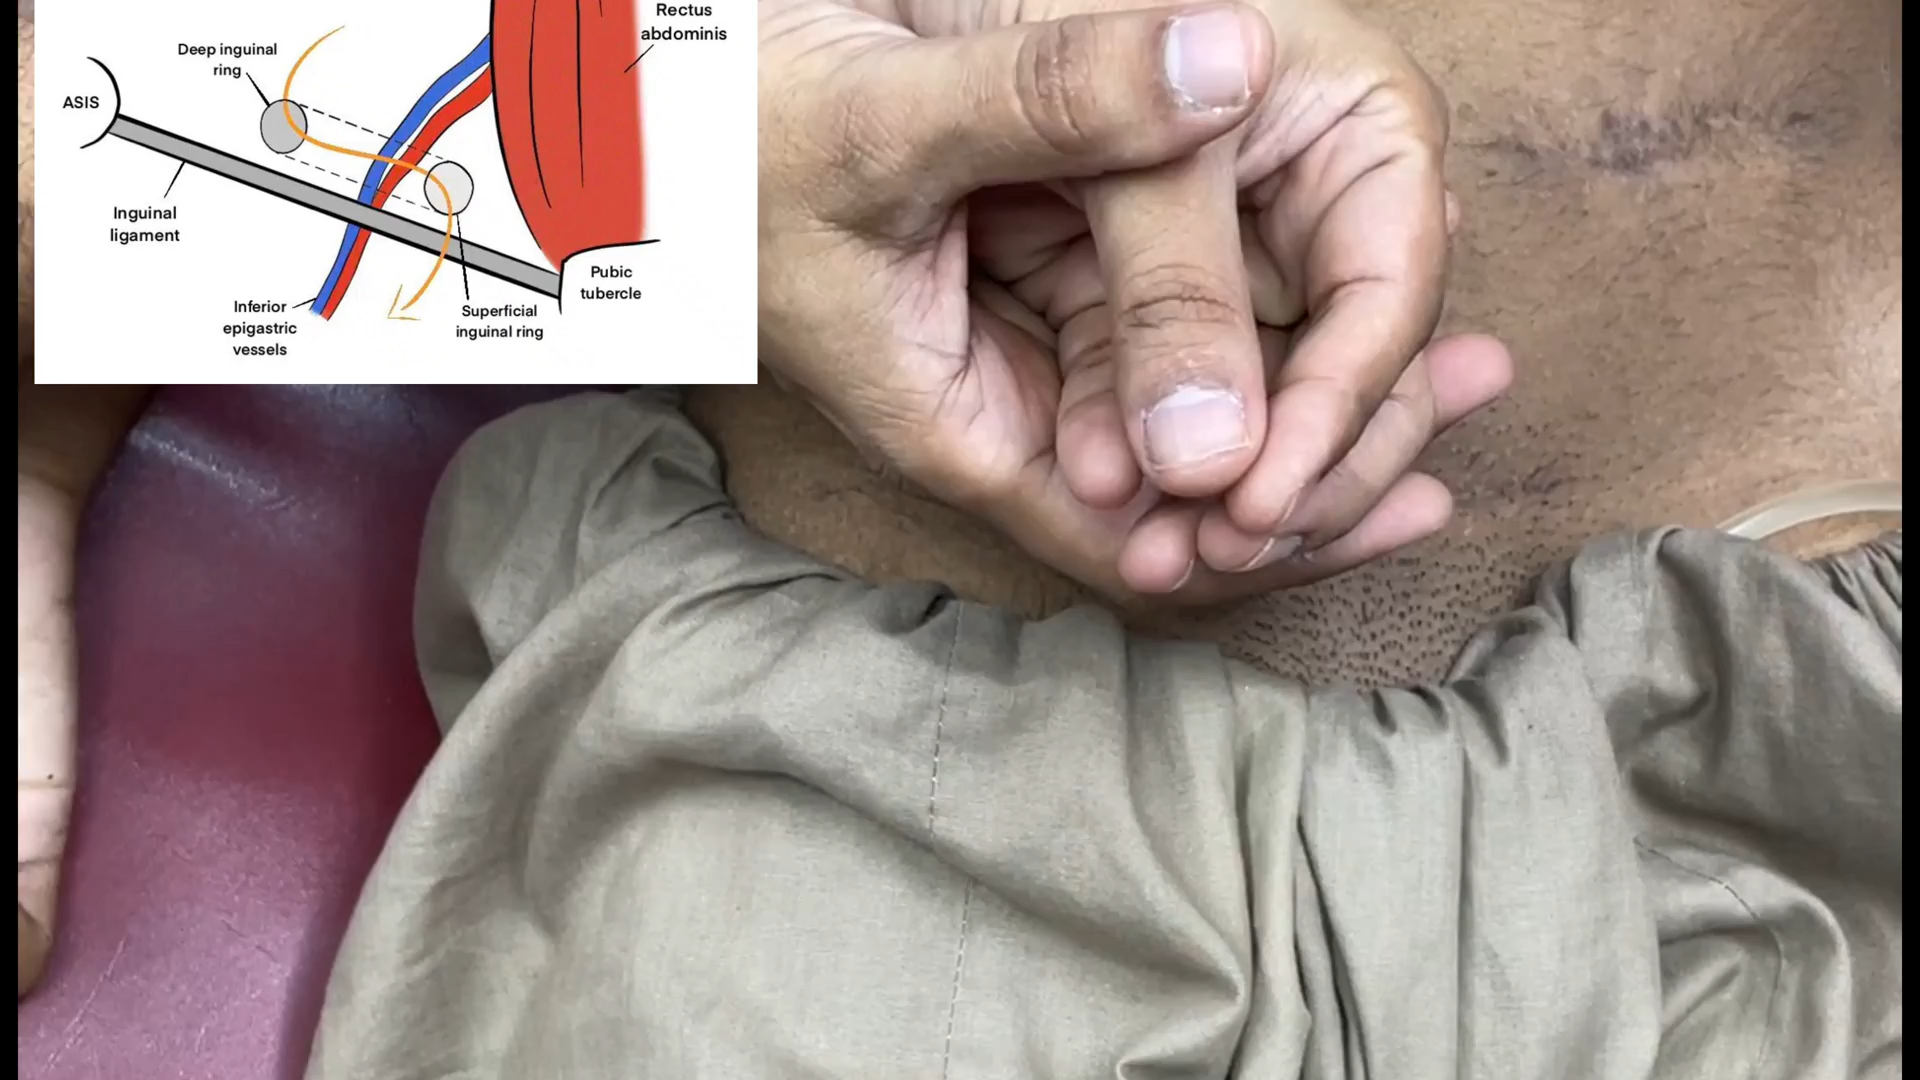 Rectus
abdominis
Deep inguinal
ring
ASIS
Inguinal
ligament
Pubic
tubercle
Inferior
epigastric
vessels
Superficial
inguinal ring